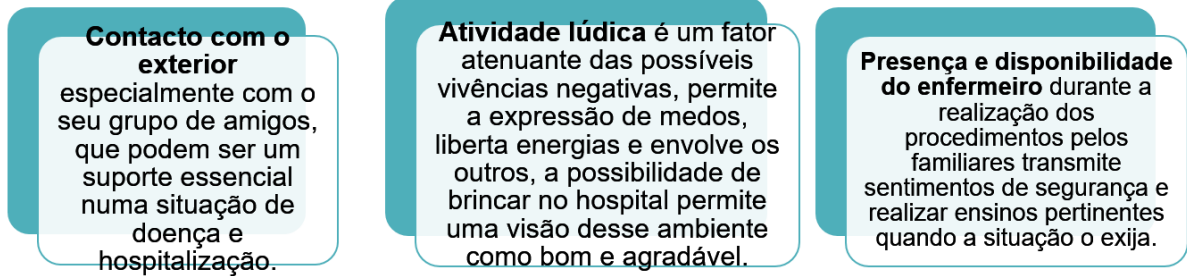 Contacto com o
exterior
especialmente com o
seu grupo de amigos,
que podem ser um
suporte essencial
numa situação de
doença e
hospitalização.
Atividade lúdica é um fator
atenuante das possíveis
vivências negativas, permite
a expressão de medos,
liberta energias e envolve os
outros, a possibilidade de
brincar no hospital permite
uma visão desse ambiente
como bom e agradável.
Presença e disponibilidade
do enfermeiro durante a
realização dos
procedimentos pelos
familiares transmite
sentimentos de segurança e
realizar ensinos pertinentes
quando a situação o exija.